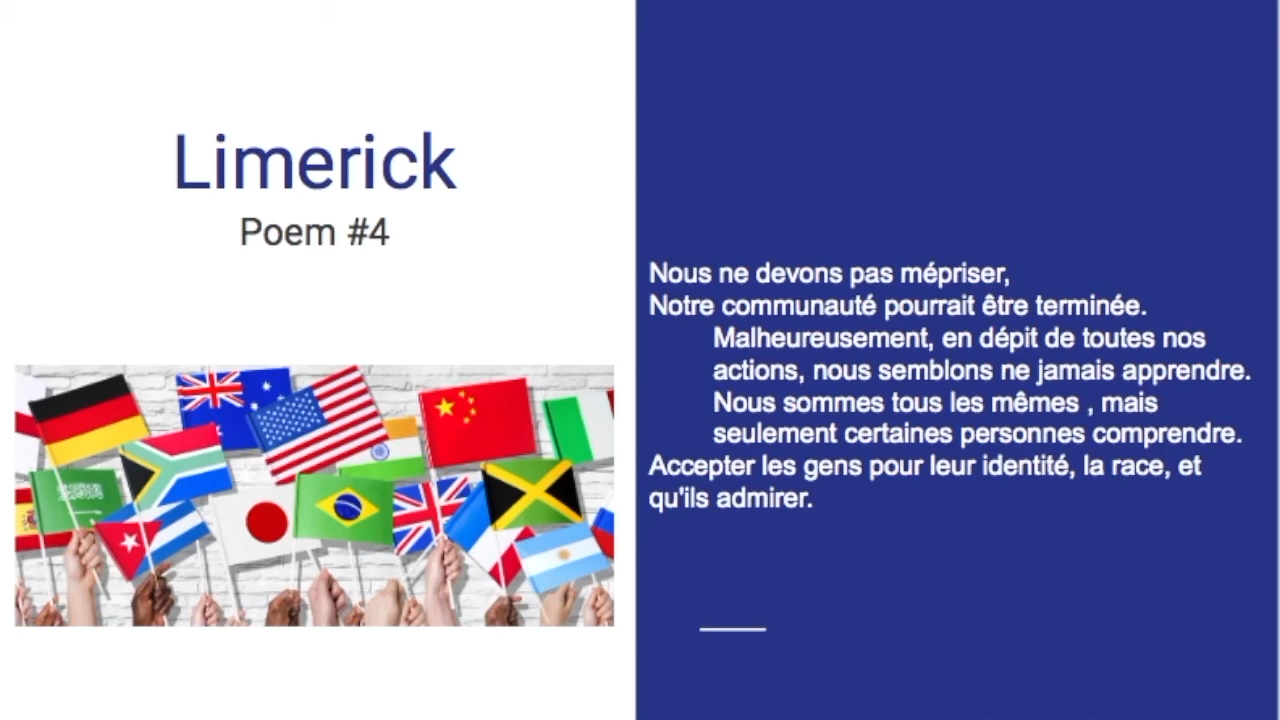 Limerick
Poem #4
Nous ne devons pas mépriser,
Notre communauté pourrait être terminée.
Malheureusement, en dépit de toutes nos
actions, nous semblons ne jamais apprendre.
Nous sommes tous les mêmes , mais
seulement certaines personnes comprendre.
Accepter les gens pour leur identité, la race, et
qu'ils admirer.